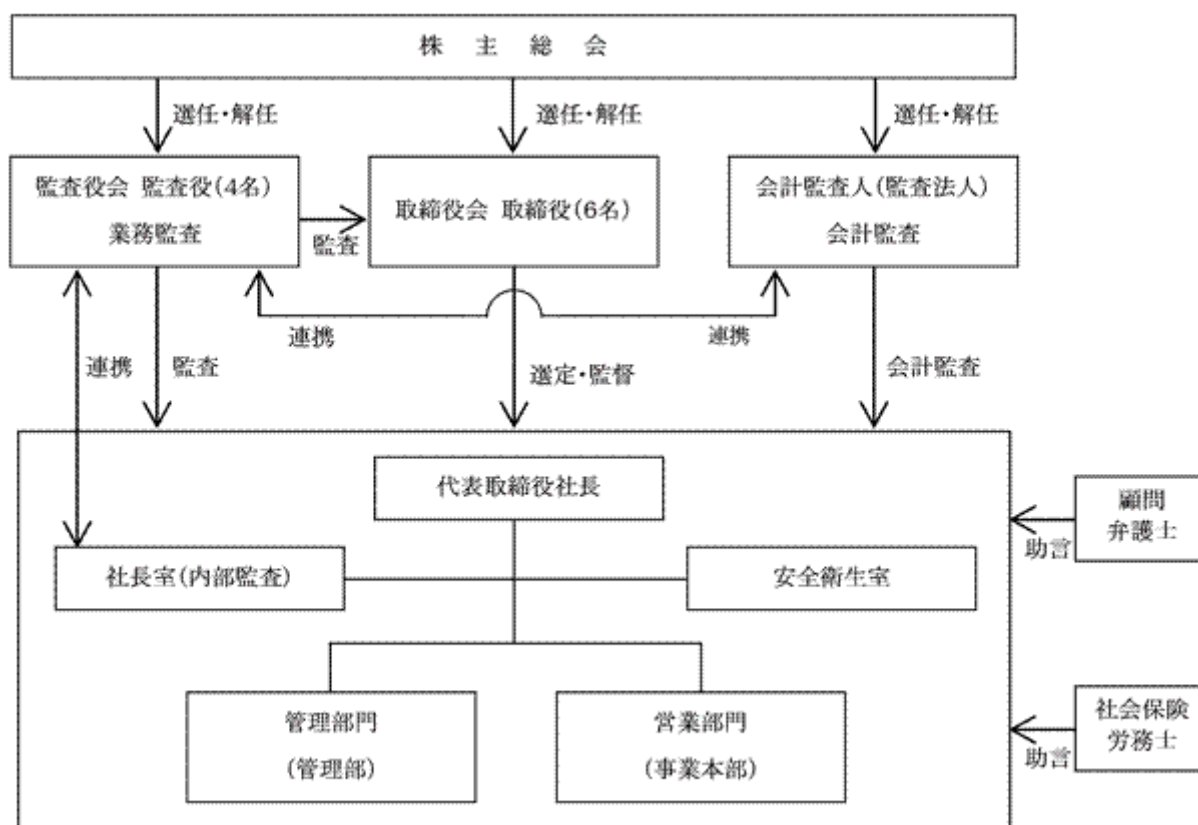 株主総会
選任・解任
選任・解任
選任・解任
監査役会 監査役(4名)
業務監査
監査
取締役会 取締役(6名)
会計監査人(監査法人)
会計監査
連携
連携
連携
監査
選定・監督
会計監査
代表取締役社長
社長室(内部監査)
安全衛生室
管理部門
(管理部)
営業部門
(事業本部)
顧問
弁護士
助言
社会保険
労務士
助言